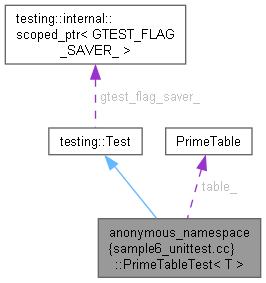 testing::internal::
scoped_ptr< GTEST_FLAG
_SAVER_ >
gtest_flag_saver_
testing::Test
PrimeTable
table_
anonymous_namespace
{sample6_unittest.cc}
::PrimeTableTest< T >